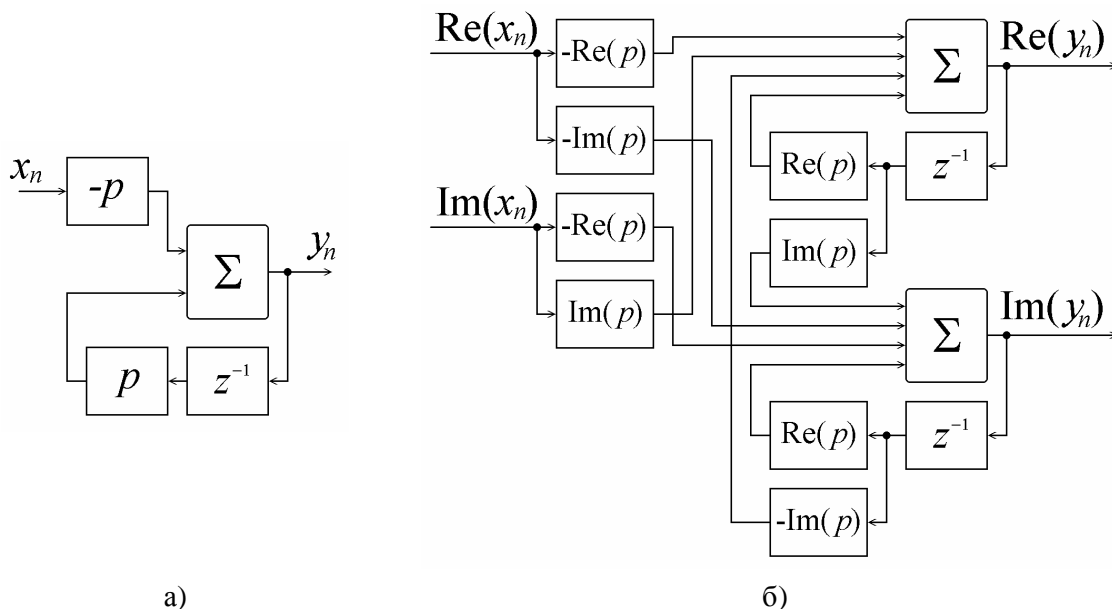 xₙ
-p
Σ
yₙ
p
z⁻¹
а)
Re(xₙ)
-Re(p)
Σ
Re(yₙ)
-Im(p)
Re(p)
z⁻¹
Im(xₙ)
-Re(p)
Im(p)
Im(p)
Σ
Im(yₙ)
Re(p)
z⁻¹
-Im(p)
б)